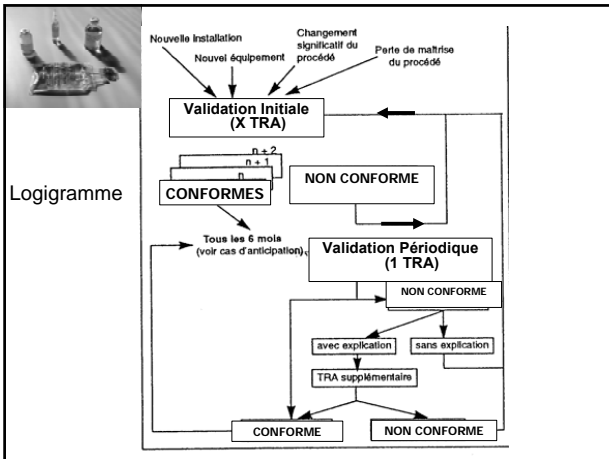 Nouvelle installation
Nouvel équipement
Changement
significatif du
procédé
Perte de maîtrise
du procédé
Validation Initiale
(X TRA)
n + 2
n + 1
n
CONFORMES
NON CONFORME
Logigramme
Tous les 6 mois
(voir cas d'anticipation)
Validation Périodique
(1 TRA)
NON CONFORME
avec explication
sans explication
TRA supplémentaire
CONFORME
NON CONFORME